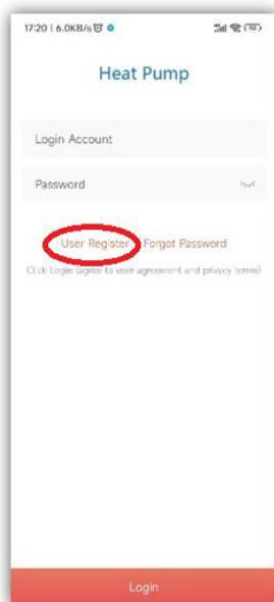 17:20 | 6.0KB/s
Heat Pump
Login Account
Password
User Register Forgot Password
Click Login (agree to user agreement and privacy terms)
Login